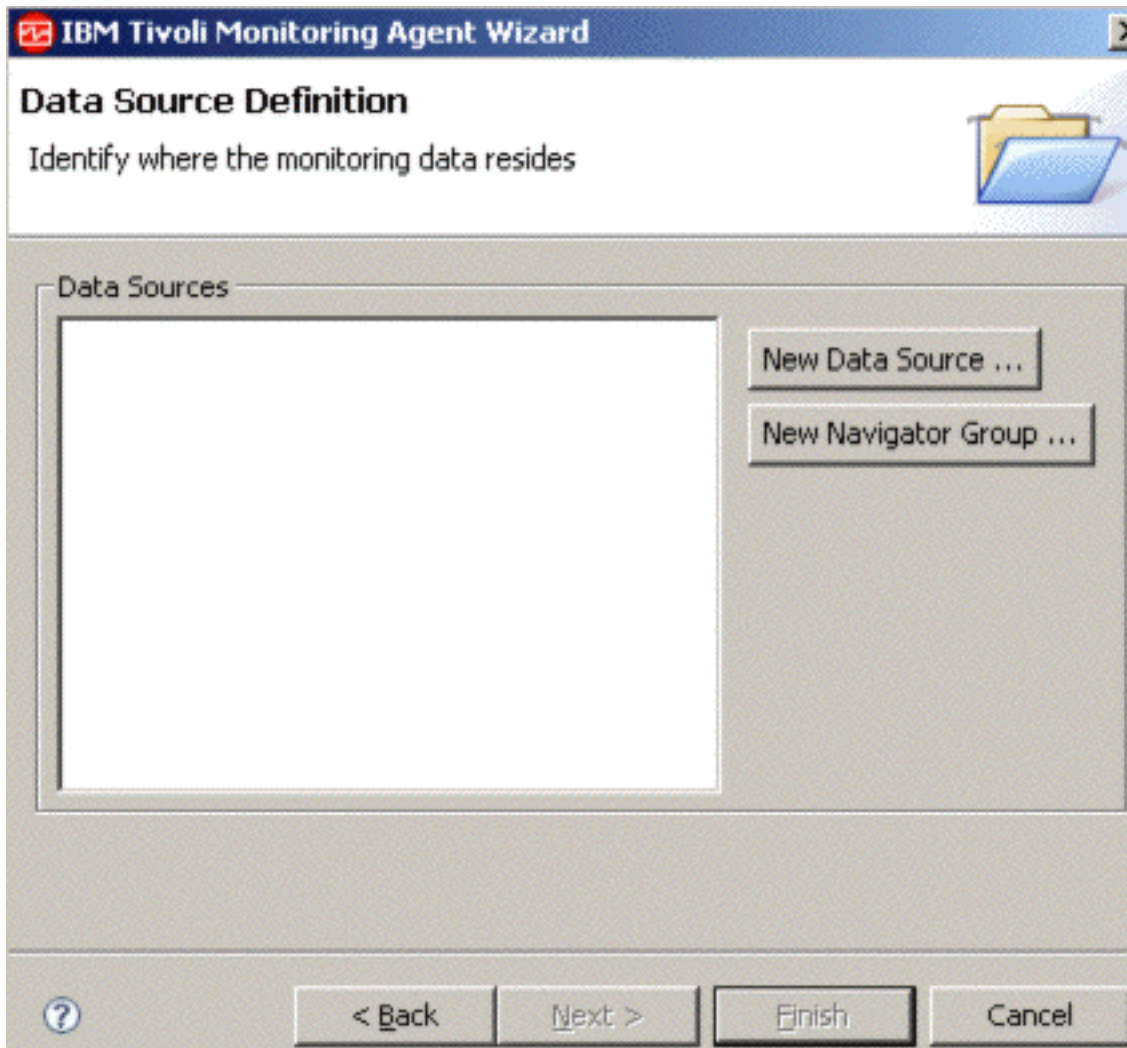 IBM Tivoli Monitoring Agent Wizard
Data Source Definition
Identify where the monitoring data resides
Data Sources
New Data Source ...
New Navigator Group ...
?
< Back
Next >
Finish
Cancel